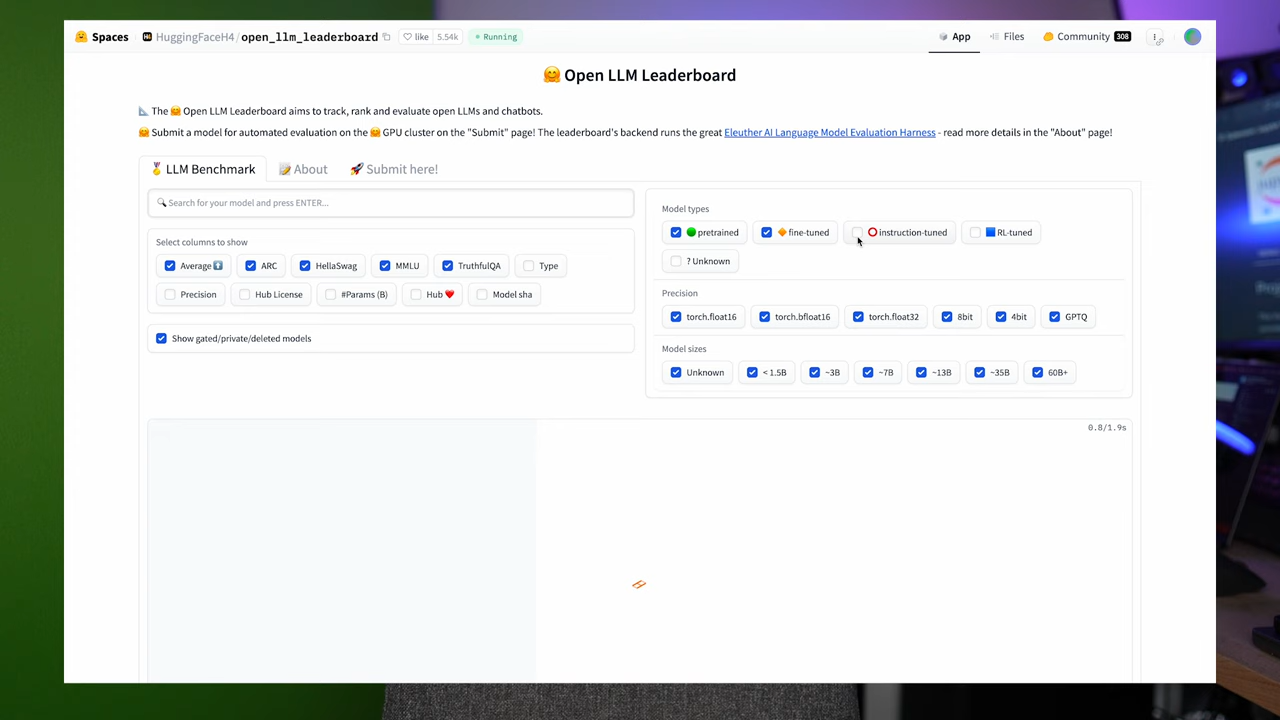 Spaces HuggingFaceH4/open_llm_leaderboard like 5.54k Running App Files Community 308
Open LLM Leaderboard
The Open LLM Leaderboard aims to track, rank and evaluate open LLMs and chatbots.
Submit a model for automated evaluation on the GPU cluster on the "Submit" page! The leaderboard's backend runs the great Eleuther AI Language Model Evaluation Harness - read more details in the "About" page!
LLM Benchmark About Submit here!
Search for your model and press ENTER...
Select columns to show
Average ARC HellaSwag MMLU TruthfulQA Type
Precision Hub License #Params (B) Hub Model sha
Show gated/private/deleted models
Model types
pretrained fine-tuned instruction-tuned RL-tuned
? Unknown
Precision
torch.float16 torch.bfloat16 torch.float32 8bit 4bit GPTQ
Model sizes
Unknown < 1.5B ~3B ~7B ~13B ~35B 60B+
0.8/1.9s